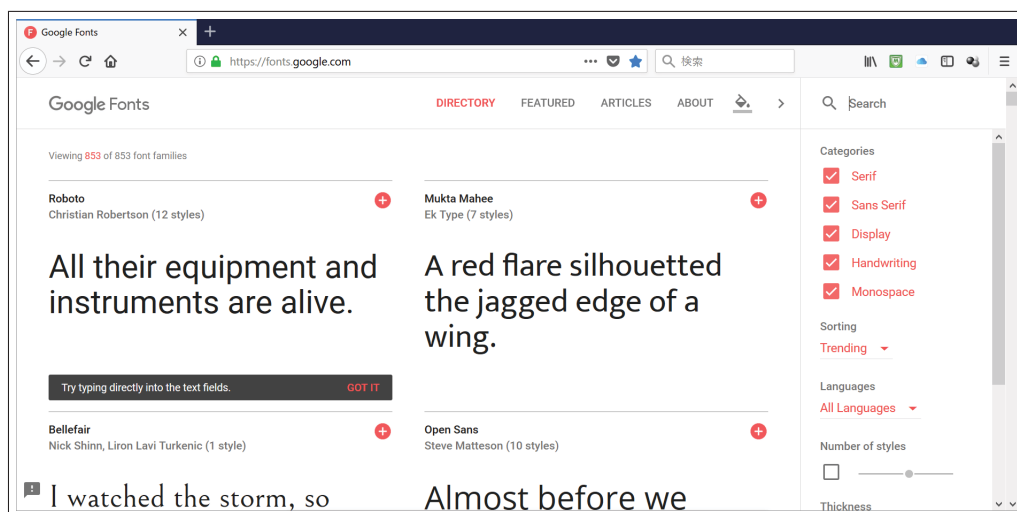 Google Fonts
https://fonts.google.com
検索
Google Fonts
DIRECTORY FEATURED ARTICLES ABOUT
Search
Viewing 853 of 853 font families
Roboto
Christian Robertson (12 styles)
All their equipment and
instruments are alive.
Try typing directly into the text fields. GOT IT
Mukta Mahee
Ek Type (7 styles)
A red flare silhouetted
the jagged edge of a
wing.
Bellefair
Nick Shinn, Liron Lavi Turkenic (1 style)
I watched the storm, so
Open Sans
Steve Matteson (10 styles)
Almost before we
Categories
Serif
Sans Serif
Display
Handwriting
Monospace
Sorting
Trending
Languages
All Languages
Number of styles
Thickness